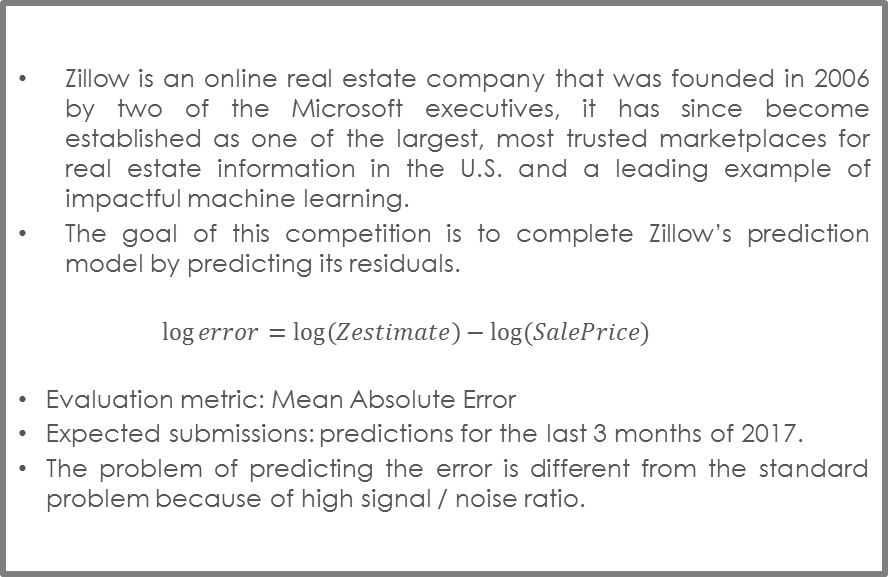 • Zillow is an online real estate company that was founded in 2006
by two of the Microsoft executives, it has since become
established as one of the largest, most trusted marketplaces for
real estate information in the U.S. and a leading example of
impactful machine learning.
• The goal of this competition is to complete Zillow’s prediction
model by predicting its residuals.
log error = log(Zestimate) − log(SalePrice)
• Evaluation metric: Mean Absolute Error
• Expected submissions: predictions for the last 3 months of 2017.
• The problem of predicting the error is different from the standard
problem because of high signal / noise ratio.